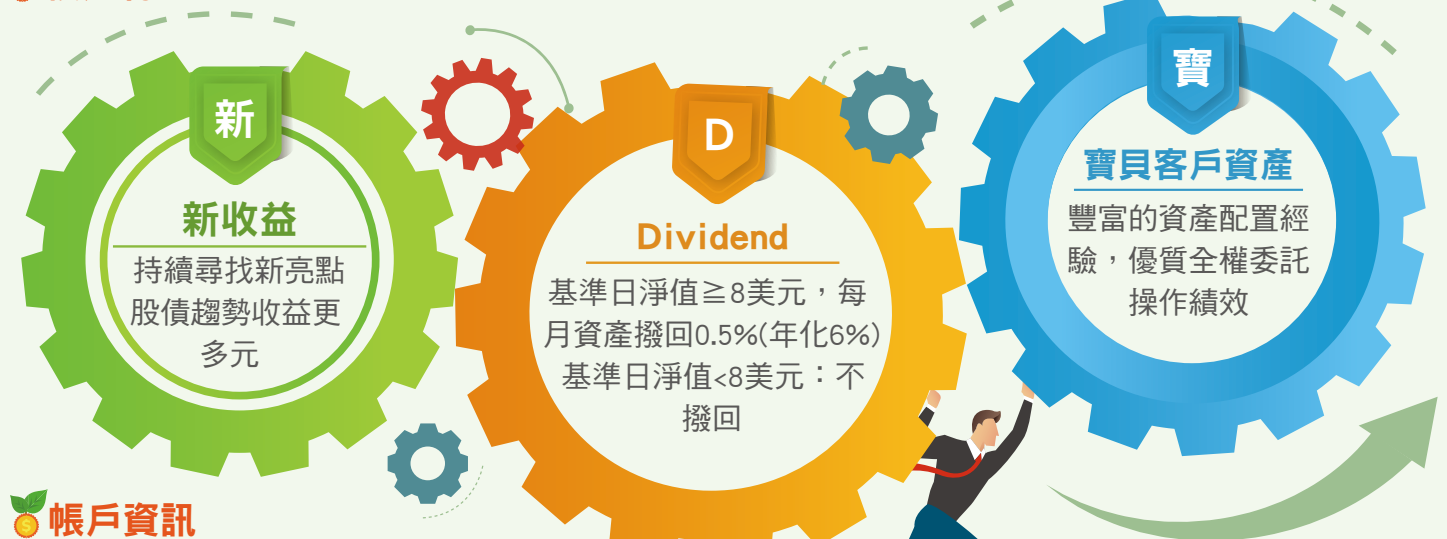 新
新收益
持續尋找新亮點
股債趨勢收益更
多元
D
Dividend
基準日淨值≧8美元，每
月資產撥回0.5%(年化6%)
基準日淨值<8美元：不
撥回
寶
寶貝客戶資產
豐富的資產配置經
驗，優質全權委託
操作績效
帳戶資訊